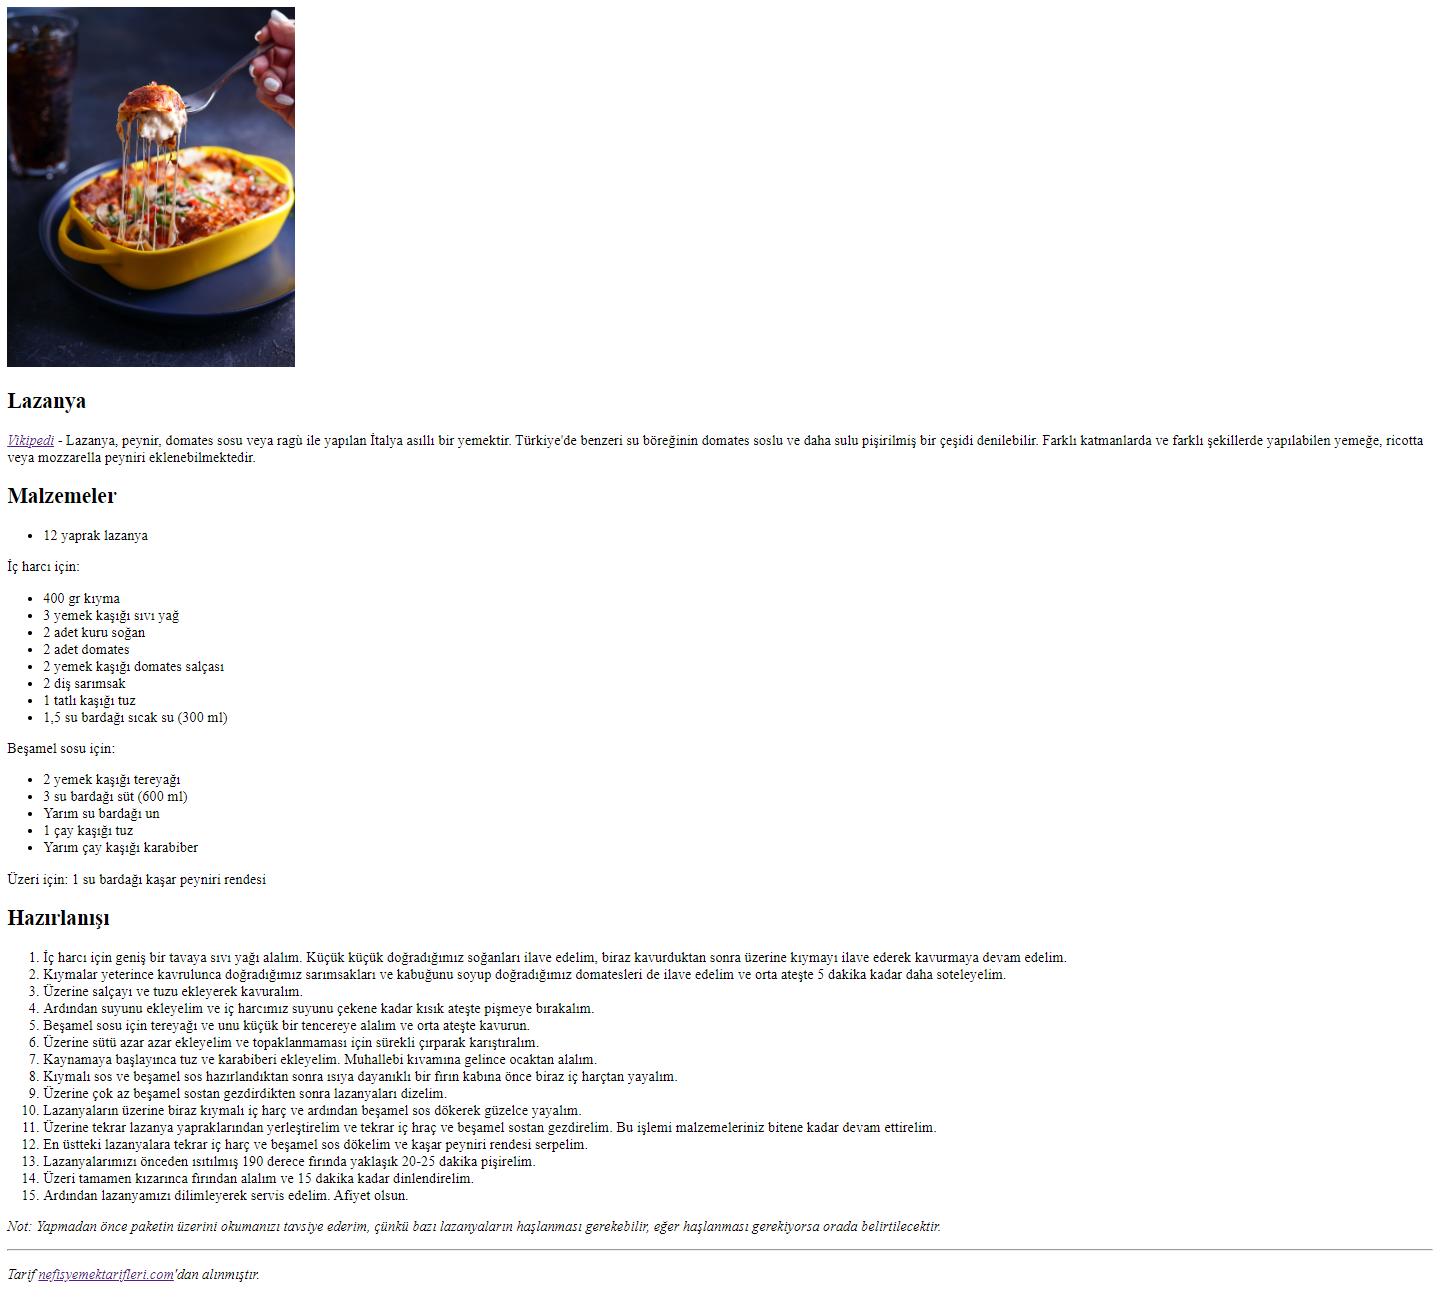 Lazanya
Vikipedi - Lazanya, peynir, domates sosu veya ragù ile yapılan İtalya asıllı bir yemektir. Türkiye'de benzeri su böreğinin domates soslu ve daha sulu pişirilmiş bir çeşidi denilebilir. Farklı katmanlarda ve farklı şekillerde yapılabilen yemeğe, ricotta
veya mozzarella peyniri eklenebilmektedir.
Malzemeler
• 12 yaprak lazanya
İç harcı için:
• 400 gr kıyma
• 3 yemek kaşığı sıvı yağ
• 2 adet kuru soğan
• 2 adet domates
• 2 yemek kaşığı domates salçası
• 2 diş sarımsak
• 1 tatlı kaşığı tuz
• 1,5 su bardağı sıcak su (300 ml)
Beşamel sosu için:
• 2 yemek kaşığı tereyağı
• 3 su bardağı süt (600 ml)
• Yarım su bardağı un
• 1 çay kaşığı tuz
• Yarım çay kaşığı karabiber
Üzeri için: 1 su bardağı kaşar peyniri rendesi
Hazırlanışı
1. İç harcı için geniş bir tavaya sıvı yağı alalım. Küçük küçük doğradığımız soğanları ilave edelim, biraz kavurduktan sonra üzerine kıymayı ilave ederek kavurmaya devam edelim.
2. Kıymalar yeterince kavrulunca doğradığımız sarımsakları ve kabuğunu soyup doğradığımız domatesleri de ilave edelim ve orta ateşte 5 dakika kadar daha soteleyelim.
3. Üzerine salçayı ve tuzu ekleyerek kavuralım.
4. Ardından suyunu ekleyelim ve iç harcımız suyunu çekene kadar kısık ateşte pişmeye bırakalım.
5. Beşamel sosu için tereyağı ve unu küçük bir tencereye alalım ve orta ateşte kavurun.
6. Üzerine sütü azar azar ekleyelim ve topaklanmaması için sürekli çırparak karıştıralım.
7. Kaynamaya başlayınca tuz ve karabiberi ekleyelim. Muhallebi kıvamına gelince ocaktan alalım.
8. Kıymalı sos ve beşamel sos hazırlandıktan sonra ısıya dayanıklı bir fırın kabına önce biraz iç harçtan yayalım.
9. Üzerine çok az beşamel sostan gezdirdikten sonra lazanyaları dizelim.
10. Lazanyaların üzerine biraz kıymalı iç harç ve ardından beşamel sos dökerek güzelce yayalım.
11. Üzerine tekrar lazanya yapraklarından yerleştirelim ve tekrar iç hraç ve beşamel sostan gezdirelim. Bu işlemi malzemeleriniz bitene kadar devam ettirelim.
12. En üstteki lazanyalara tekrar iç harç ve beşamel sos dökelim ve kaşar peyniri rendesi serpelim.
13. Lazanyalarımızı önceden ısıtılmış 190 derece fırında yaklaşık 20-25 dakika pişirelim.
14. Üzeri tamamen kızarınca fırından alalım ve 15 dakika kadar dinlendirelim.
15. Ardından lazanyamızı dilimleyerek servis edelim. Afiyet olsun.
Not: Yapmadan önce paketin üzerini okumanızı tavsiye ederim, çünkü bazı lazanyaların haşlanması gerekebilir, eğer haşlanması gerekiyorsa orada belirtilecektir.
Tarif nefisyemektarifleri.com'dan alınmıştır.